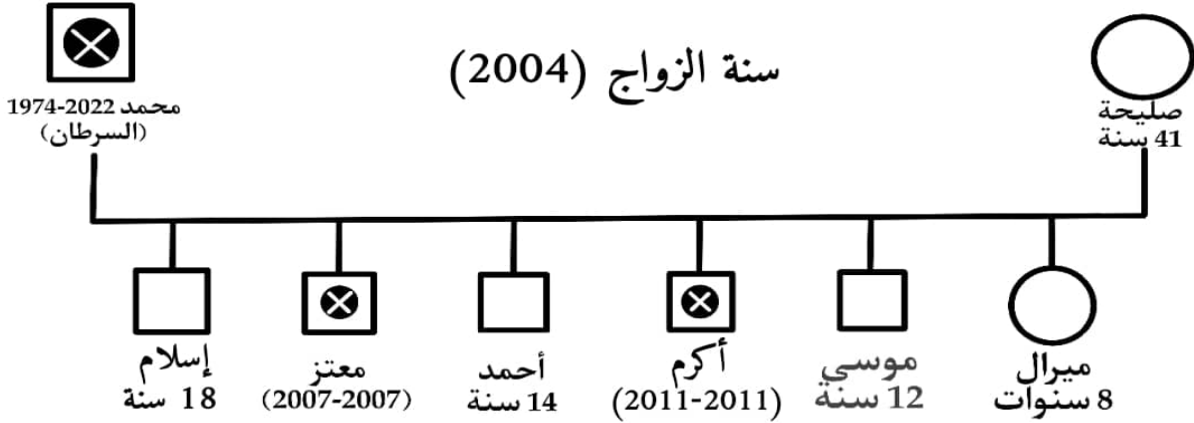 سنة الزواج (2004)
محمد 2022-1974
(السرطان)
صليحة
41 سنة
إسلام
18 سنة
معتز
(2007-2007)
أحمد
14 سنة
أكرم
(2011-2011)
موسى
12 سنة
ميرال
8 سنوات